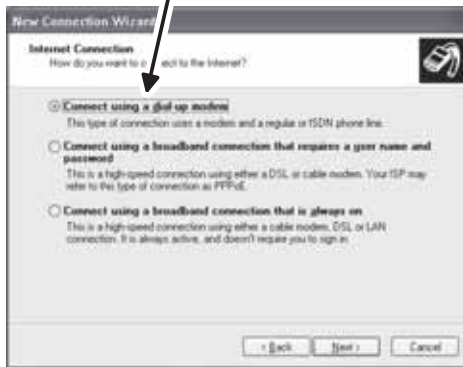 New Connection Wizard
Internet Connection
How do you want to connect to the Internet?
Connect using a dial-up modem
This type of connection uses a modem and a regular or ISDN phone line.
Connect using a broadband connection that requires a user name and
password
This is a high-speed connection using either a DSL or cable modem. Your ISP may
refer to this type of connection as PPPoE.
Connect using a broadband connection that is always on
This is a high-speed connection using either a cable modem, DSL or LAN
connection. It is always active, and doesn't require you to sign in.
< Back
Next >
Cancel